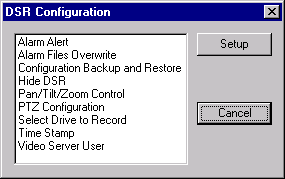 DSR Configuration
Alarm Alert
Alarm Files Overwrite
Configuration Backup and Restore
Hide DSR
Pan/Tilt/Zoom Control
PTZ Configuration
Select Drive to Record
Time Stamp
Video Server User
Setup
Cancel